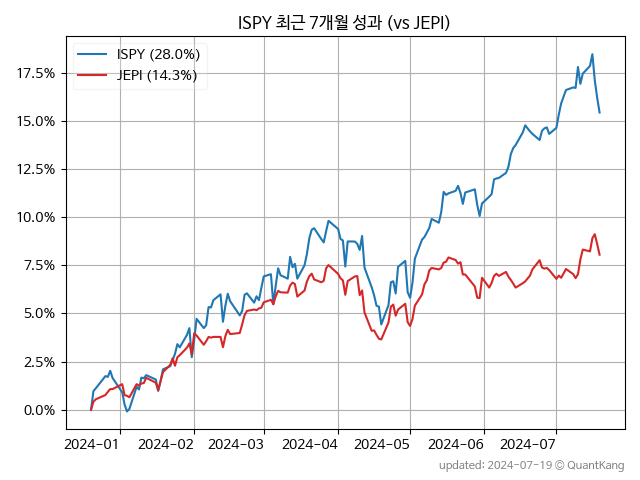 ISPY 최근 7개월 성과 (vs JEPI)
ISPY (28.0%)
JEPI (14.3%)
17.5%
15.0%
12.5%
10.0%
7.5%
5.0%
2.5%
0.0%
2024-01 2024-02 2024-03 2024-04 2024-05 2024-06 2024-07
updated: 2024-07-19 © QuantKang